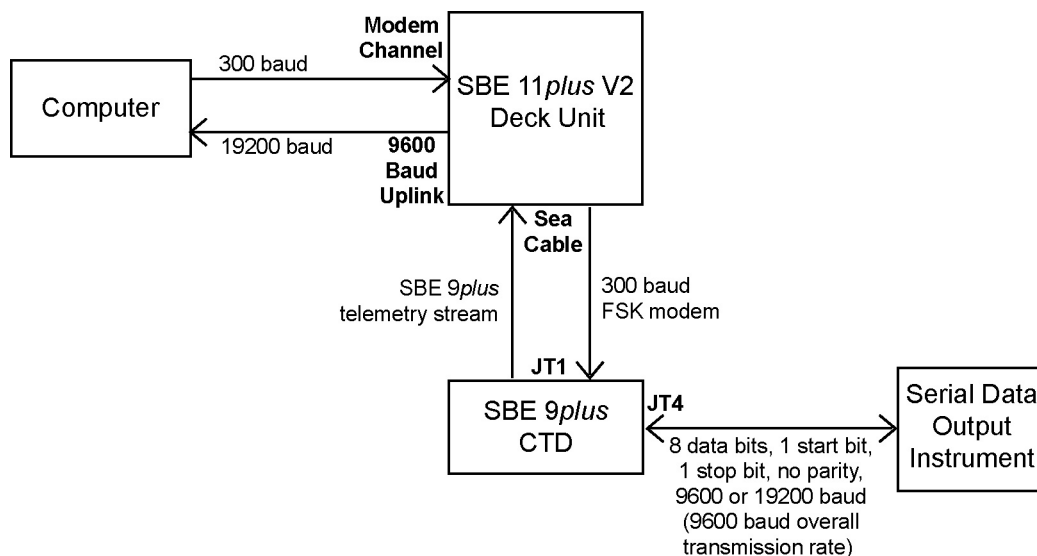 Modem
Channel
300 baud
Computer
SBE 11plus V2
Deck Unit
19200 baud
9600
Baud
Uplink
Sea
Cable
SBE 9plus
telemetry stream
300 baud
FSK modem
JT1
SBE 9plus
CTD
JT4
8 data bits, 1 start bit,
1 stop bit, no parity,
9600 or 19200 baud
(9600 baud overall
transmission rate)
Serial Data
Output
Instrument